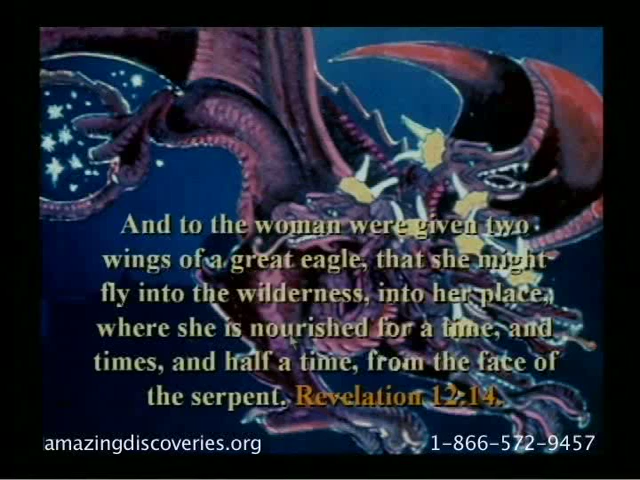 And to the woman were given two
wings of a great eagle, that she might
fly into the wilderness, into her place,
where she is nourished for a time, and
times, and half a time, from the face of
the serpent. Revelation 12:14.
amazingdiscoveries.org 1-866-572-9457